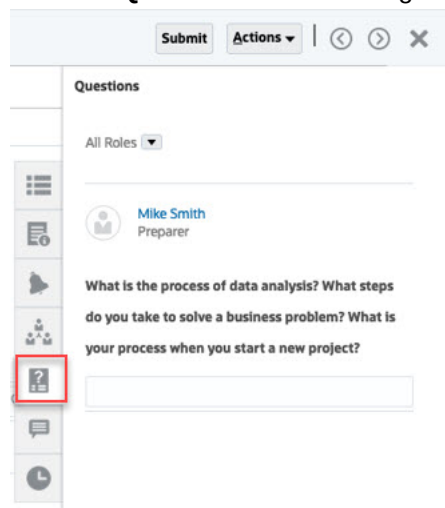 Submit Actions
Questions
All Roles
Mike Smith
Preparer
What is the process of data analysis? What steps
do you take to solve a business problem? What is
your process when you start a new project?